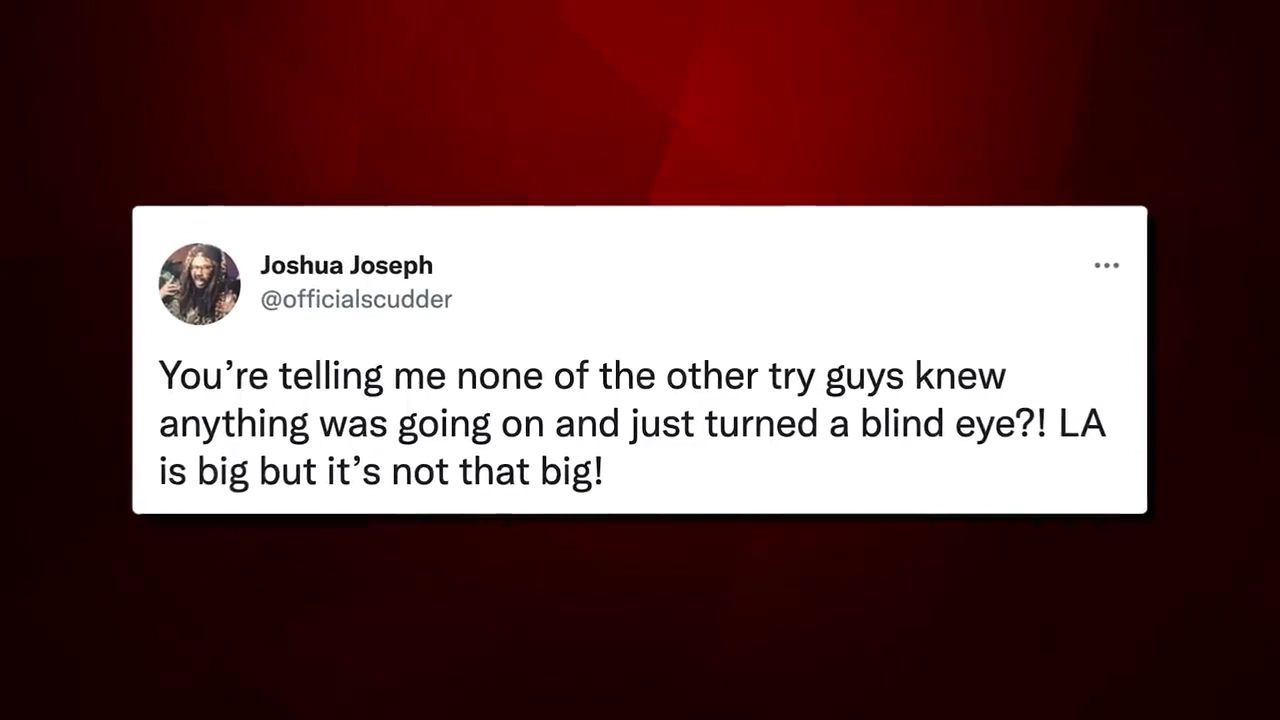 Joshua Joseph
@officialscudder
You’re telling me none of the other try guys knew
anything was going on and just turned a blind eye?! LA
is big but it’s not that big!